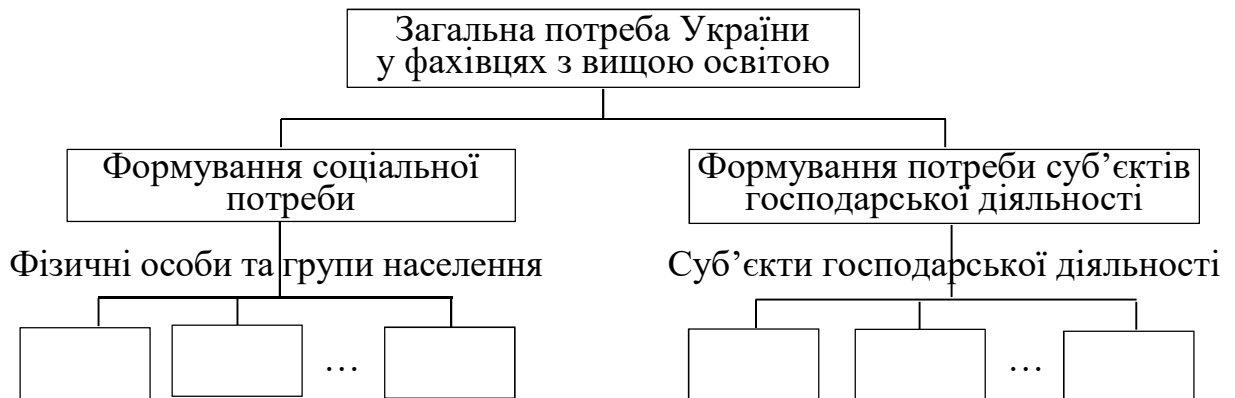 Загальна потреба України
у фахівцях з вищою освітою
Формування соціальної
потреби
Формування потреби суб’єктів
господарської діяльності
Фізичні особи та групи населення
Суб’єкти господарської діяльності
…
…